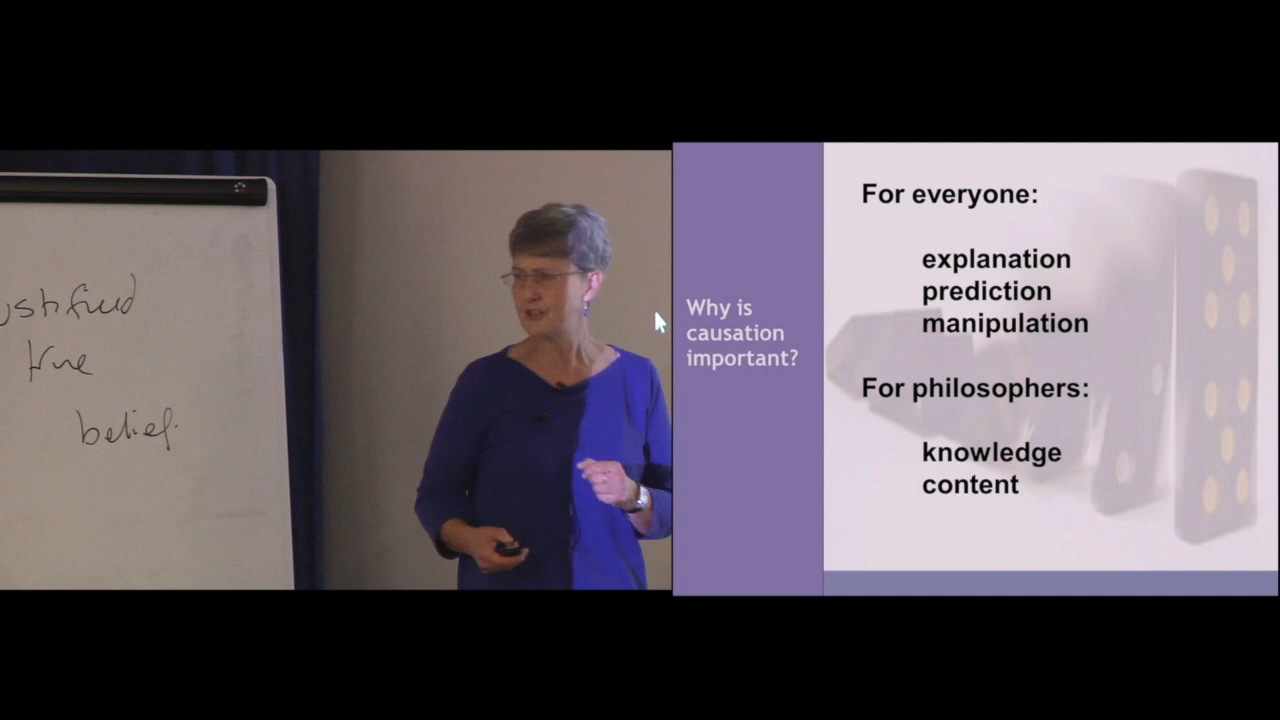 ustified
true
belief.
Why is
causation
important?
For everyone:
explanation
prediction
manipulation
For philosophers:
knowledge
content